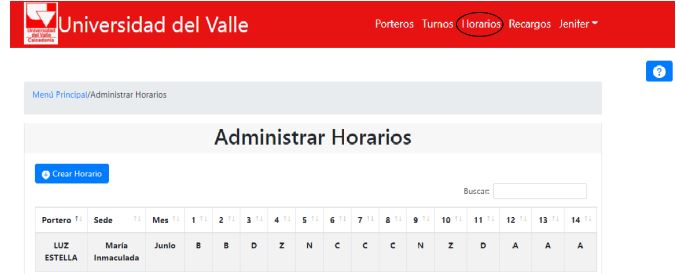 Universidad del Valle
Porteros Turnos Horarios Recargos Jenifer
Universidad
del Valle
Caicedonia
?
Menú Principal/Administrar Horarios
Administrar Horarios
Crear Horario
Buscar:
Portero Sede Mes 1 2 3 4 5 6 7 8 9 10 11 12 13 14
LUZ ESTELLA María Inmaculada Junio B B D Z N C C C N Z D A A A